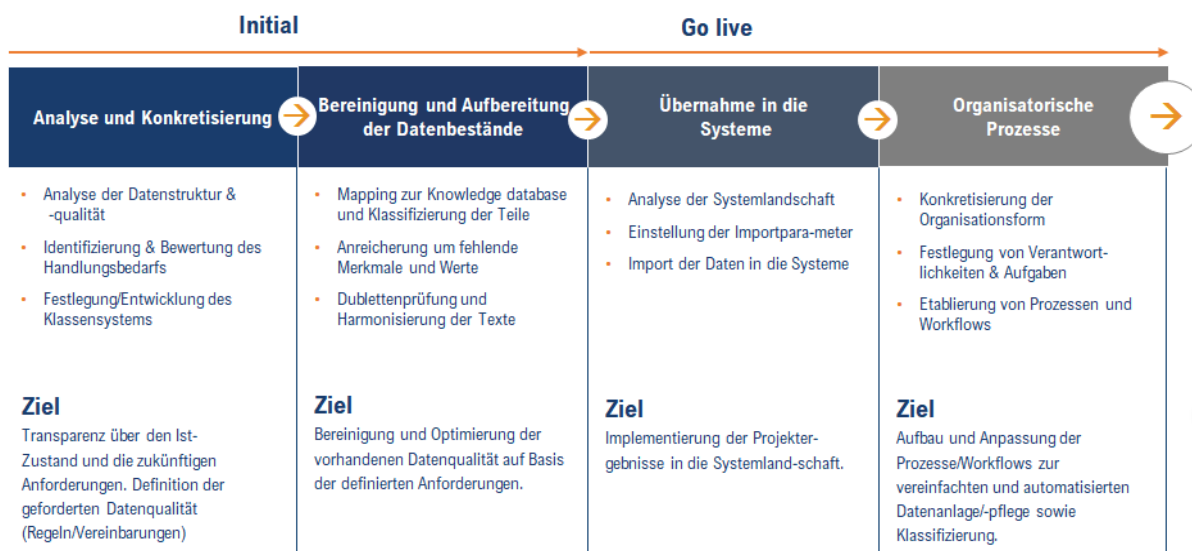 Initial
Go live
Analyse und Konkretisierung
Bereinigung und Aufbereitung
der Datenbestände
Übernahme in die
Systeme
Organisatorische
Prozesse
Analyse der Datenstruktur &
-qualität
Identifizierung & Bewertung des
Handlungsbedarfs
Festlegung/Entwicklung des
Klassensystems
Ziel
Transparenz über den Ist-
Zustand und die zukünftigen
Anforderungen. Definition der
geforderten Datenqualität
(Regeln/Vereinbarungen)
Mapping zur Knowledge database
und Klassifizierung der Teile
Anreicherung um fehlende
Merkmale und Werte
Dublettenprüfung und
Harmonisierung der Texte
Ziel
Bereinigung und Optimierung der
vorhandenen Datenqualität auf Basis
der definierten Anforderungen.
Analyse der Systemlandschaft
Einstellung der Importpara-meter
Import der Daten in die Systeme
Ziel
Implementierung der Projekter-
gebnisse in die Systemland-schaft.
Konkretisierung der
Organisationsform
Festlegung von Verantwort-
lichkeiten & Aufgaben
Etablierung von Prozessen und
Workflows
Ziel
Aufbau und Anpassung der
Prozesse/Workflows zur
vereinfachten und automatisierten
Datenanlage/-pflege sowie
Klassifizierung.